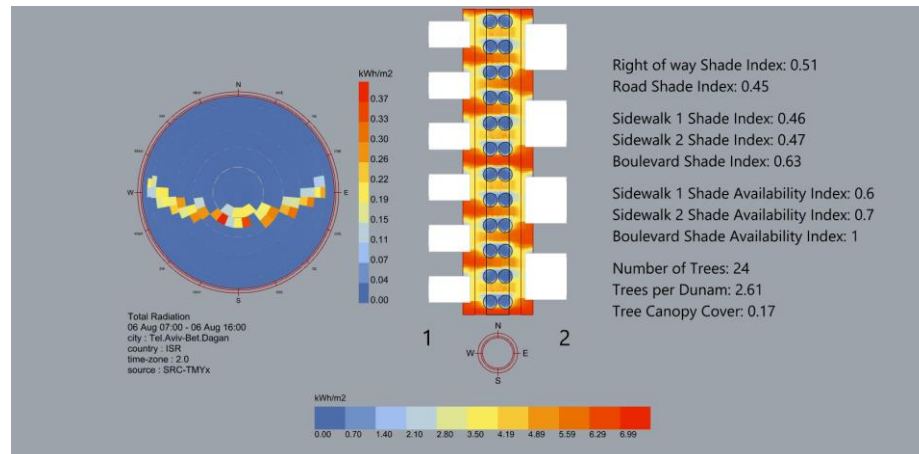 N
W
E
S
kWh/m2
0.37
0.33
0.30
0.26
0.22
0.19
0.15
0.11
0.07
0.04
0.00
Total Radiation
06 Aug 07:00 - 06 Aug 16:00
city : Tel.Aviv-Bet.Dagan
country : ISR
time-zone : 2.0
source : SRC-TMYx
1
2
N
W
E
S
Right of way Shade Index: 0.51
Road Shade Index: 0.45
Sidewalk 1 Shade Index: 0.46
Sidewalk 2 Shade Index: 0.47
Boulevard Shade Index: 0.63
Sidewalk 1 Shade Availability Index: 0.6
Sidewalk 2 Shade Availability Index: 0.7
Boulevard Shade Availability Index: 1
Number of Trees: 24
Trees per Dunam: 2.61
Tree Canopy Cover: 0.17
kWh/m2
0.00 0.70 1.40 2.10 2.80 3.50 4.19 4.89 5.59 6.29 6.99